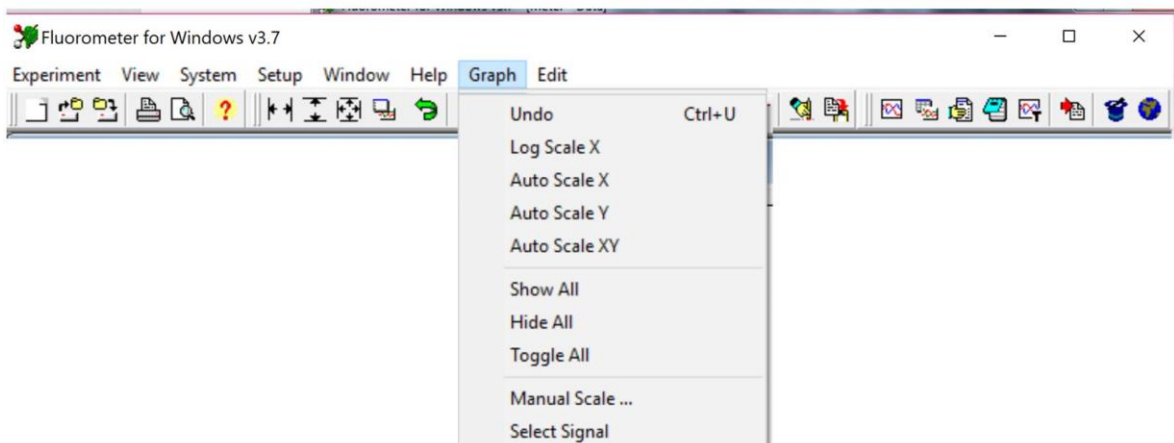 Fluorometer for Windows v3.7
Experiment View System Setup Window Help Graph Edit
Undo Ctrl+U
Log Scale X
Auto Scale X
Auto Scale Y
Auto Scale XY
Show All
Hide All
Toggle All
Manual Scale ...
Select Signal